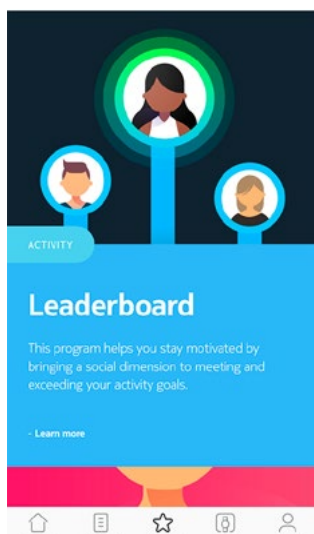 ACTIVITY
Leaderboard
This program helps you stay motivated by
bringing a social dimension to meeting and
exceeding your activity goals.
- Learn more